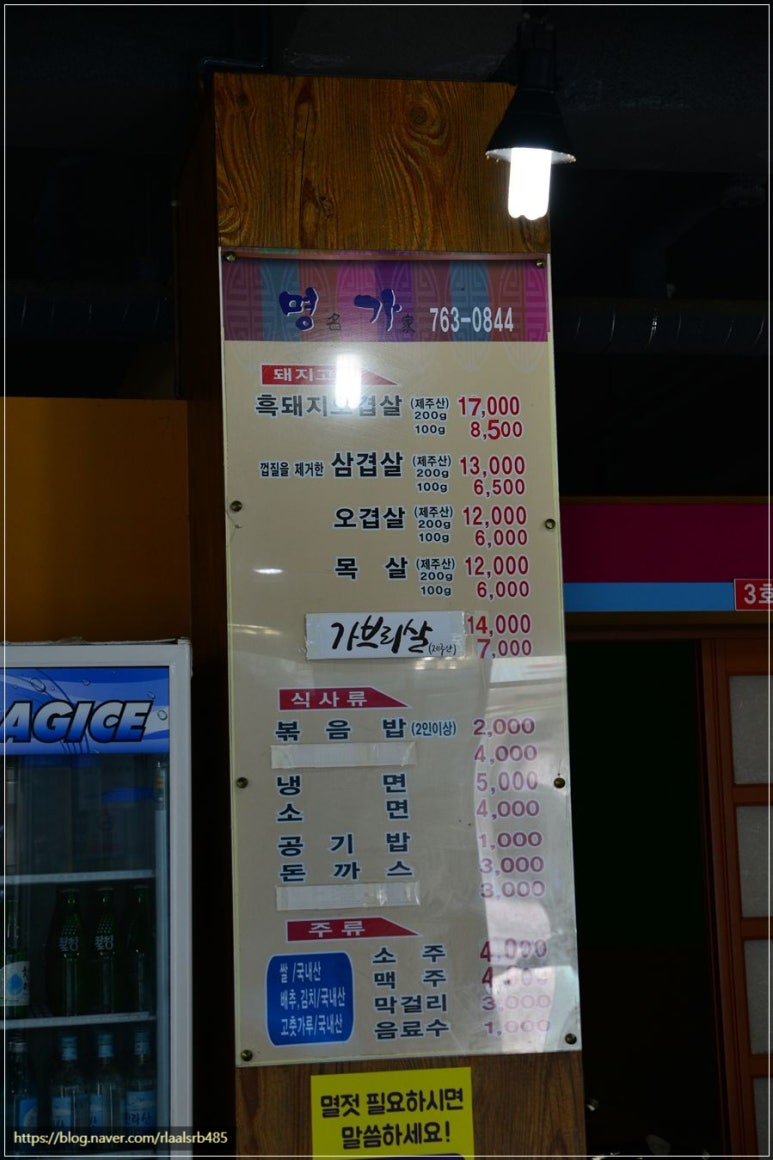 명名가家 763-0844
돼지고
흑돼지오겹살 (제주산) 200g 17,000
100g 8,500
껍질을 제거한 삼겹살 (제주산) 200g 13,000
100g 6,500
오겹살 (제주산) 200g 12,000
100g 6,000
목살 (제주산) 200g 12,000
100g 6,000
가브리살 (제주산) 14,000
7,000
식사류
볶음밥 (2인이상) 2,000
4,000
냉면 5,000
소면 4,000
공기밥 1,000
돈까스 3,000
3,000
주류
소주 4,000
맥주 4,000
막걸리 3,000
음료수 1,000
쌀/국내산
배추,김치/국내산
고춧가루/국내산
멸젓 필요하시면
말씀하세요!
AGICE
3호
https://blog.naver.com/rlaalsrb485